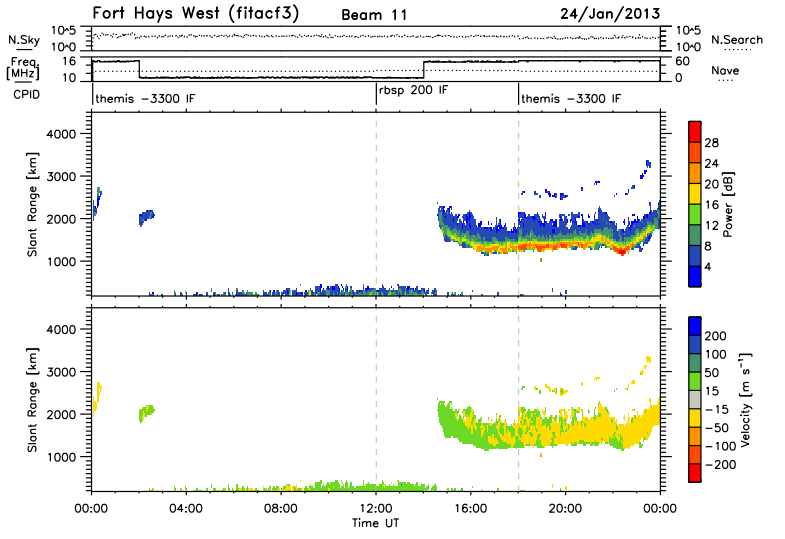 Fort Hays West (fitacf3) Beam 11 24/Jan/2013
N.Sky 10^5 10^0 10^5 10^0 N.Search
Freq. [MHz] 16 10 60 0 Nave
CPID themis -3300 IF rbsp 200 IF themis -3300 IF
Slant Range [km]
4000
3000
2000
1000
28
24
20
16
12
8
4
Power [dB]
Slant Range [km]
4000
3000
2000
1000
200
100
50
15
-15
-50
-100
-200
Velocity [m s⁻¹]
00:00 04:00 08:00 12:00 16:00 20:00 00:00
Time UT